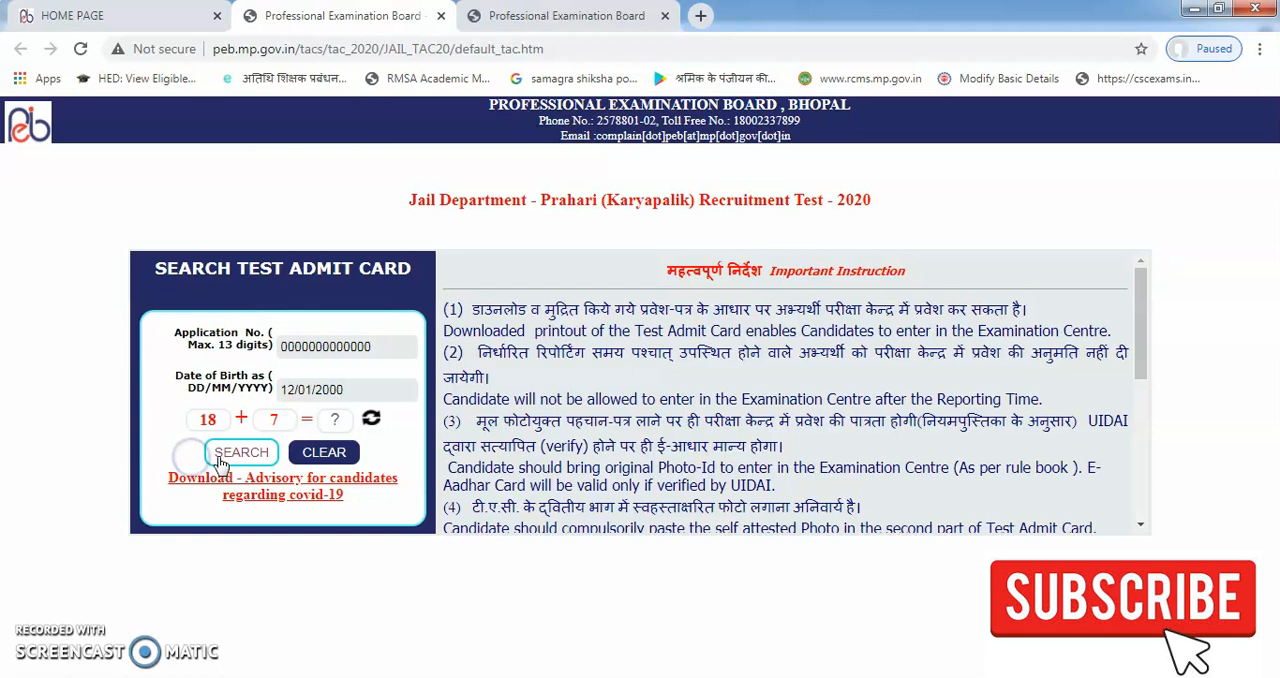 HOME PAGE
Professional Examination Board -
Professional Examination Board
Paused
Not secure
peb.mp.gov.in/tacs/tac_2020/JAIL_TAC20/default_tac.htm
Apps
HED: View Eligible...
अतिथि शिक्षक प्रबंधन...
RMSA Academic M...
samagra shiksha po...
श्रमिक के पंजीयन की...
www.rcms.mp.gov.in
Modify Basic Details
https://cscexams.in...
Peb
PROFESSIONAL EXAMINATION BOARD , BHOPAL
Phone No.: 2578801-02, Toll Free No.: 18002337899
Email :complain[dot]peb[at]mp[dot]gov[dot]in
Jail Department - Prahari (Karyapalik) Recruitment Test - 2020
SEARCH TEST ADMIT CARD
Application No. (
Max. 13 digits)
0000000000000
Date of Birth as (
DD/MM/YYYY)
12/01/2000
18 + 7 = ?
SEARCH
CLEAR
Download - Advisory for candidates
regarding covid-19
महत्वपूर्ण निर्देश Important Instruction
(1) डाउनलोड व मुद्रित किये गये प्रवेश-पत्र के आधार पर अभ्यर्थी परीक्षा केन्द्र में प्रवेश कर सकता है।
Downloaded printout of the Test Admit Card enables Candidates to enter in the Examination Centre.
(2) निर्धारित रिपोर्टिंग समय पश्चात् उपस्थित होने वाले अभ्यर्थी को परीक्षा केन्द्र में प्रवेश की अनुमति नहीं दी
जायेगी।
Candidate will not be allowed to enter in the Examination Centre after the Reporting Time.
(3) मूल फोटोयुक्त पहचान-पत्र लाने पर ही परीक्षा केन्द्र में प्रवेश की पात्रता होगी(नियमपुस्तिका के अनुसार) UIDAI
द्वारा सत्यापित (verify) होने पर ही ई-आधार मान्य होगा।
Candidate should bring original Photo-Id to enter in the Examination Centre (As per rule book ). E-
Aadhar Card will be valid only if verified by UIDAI.
(4) टी.ए.सी. के द्वितीय भाग में स्वहस्ताक्षरित फोटो लगाना अनिवार्य है।
Candidate should compulsorily paste the self attested Photo in the second part of Test Admit Card.
SUBSCRIBE
RECORDED WITH
SCREENCAST MATIC